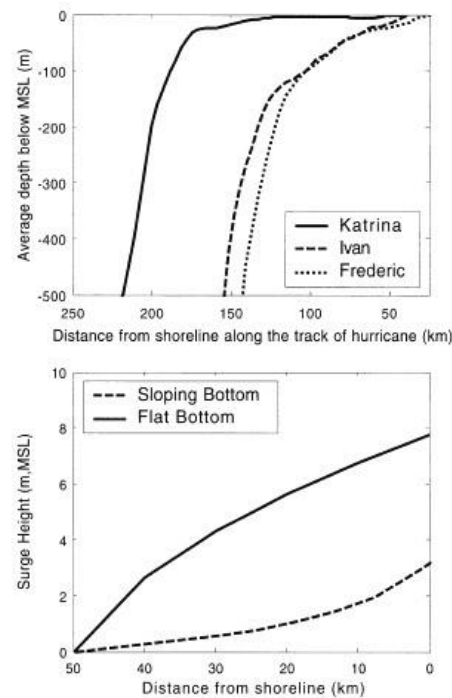 0
-100
-200
-300
-400
-500
Average depth below MSL (m)
Katrina
Ivan
Frederic
250 200 150 100 50
Distance from shoreline along the track of hurricane (km)
10
8
6
4
2
0
Surge Height (m,MSL)
Sloping Bottom
Flat Bottom
50 40 30 20 10 0
Distance from shoreline (km)